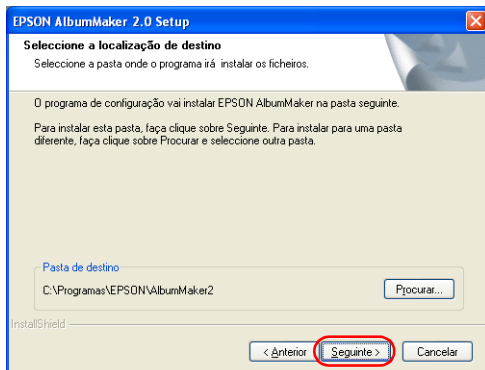 EPSON AlbumMaker 2.0 Setup
Seleccione a localização de destino
Seleccione a pasta onde o programa irá instalar os ficheiros.
O programa de configuração vai instalar EPSON AlbumMaker na pasta seguinte.
Para instalar esta pasta, faça clique sobre Seguinte. Para instalar para uma pasta
diferente, faça clique sobre Procurar e seleccione outra pasta.
Pasta de destino
C:\Programas\EPSON\AlbumMaker2
Procurar...
InstallShield
< Anterior
Seguinte >
Cancelar